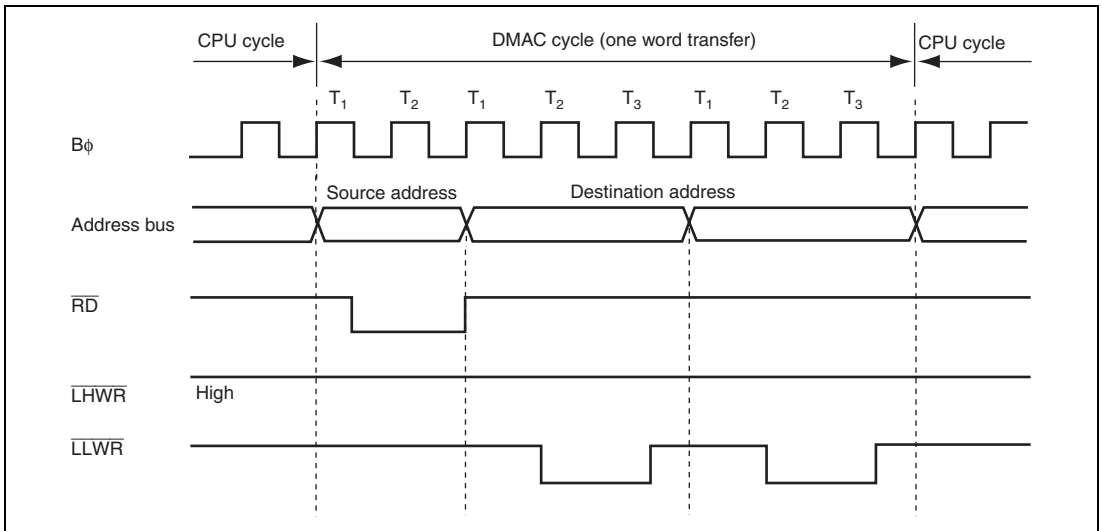 CPU cycle DMAC cycle (one word transfer) CPU cycle
T1 T2 T1 T2 T3 T1 T2 T3
Bϕ
Source address Destination address
Address bus
RD
LHWR High
LLWR